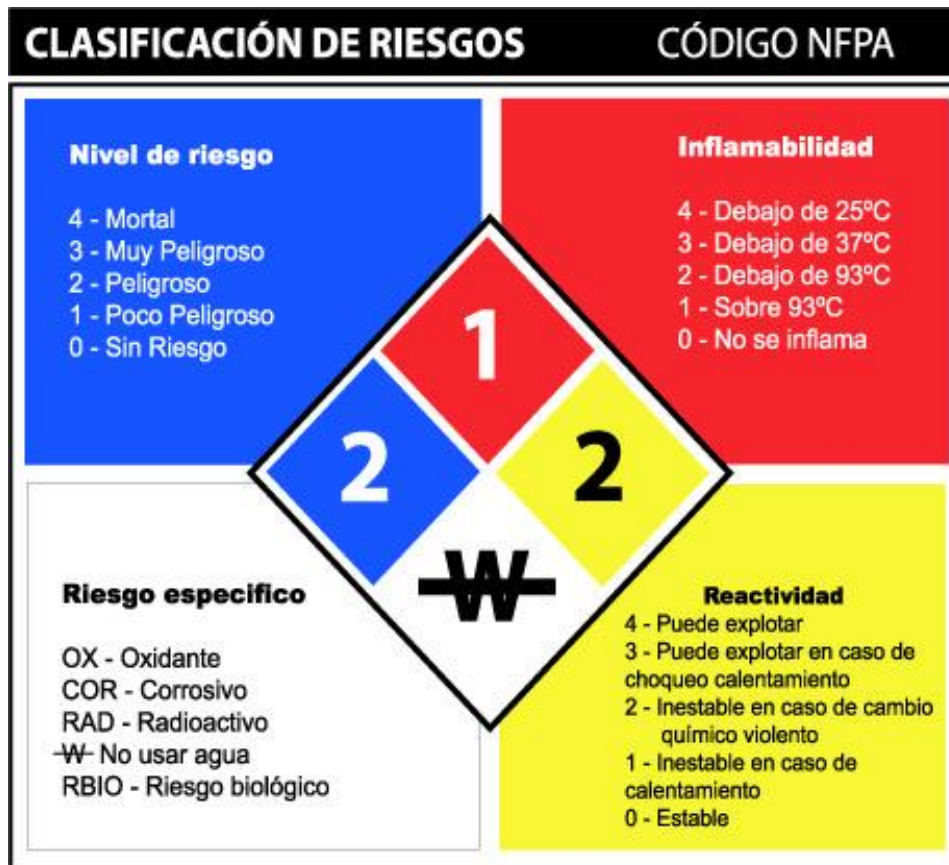 CLASIFICACIÓN DE RIESGOS CÓDIGO NFPA
Nivel de riesgo
4 - Mortal
3 - Muy Peligroso
2 - Peligroso
1 - Poco Peligroso
0 - Sin Riesgo
Inflamabilidad
4 - Debajo de 25ºC
3 - Debajo de 37ºC
2 - Debajo de 93ºC
1 - Sobre 93ºC
0 - No se inflama
1
2
2
W
Riesgo especifico
OX - Oxidante
COR - Corrosivo
RAD - Radioactivo
W No usar agua
RBIO - Riesgo biológico
Reactividad
4 - Puede explotar
3 - Puede explotar en caso de
choqueo calentamiento
2 - Inestable en caso de cambio
químico violento
1 - Inestable en caso de
calentamiento
0 - Estable